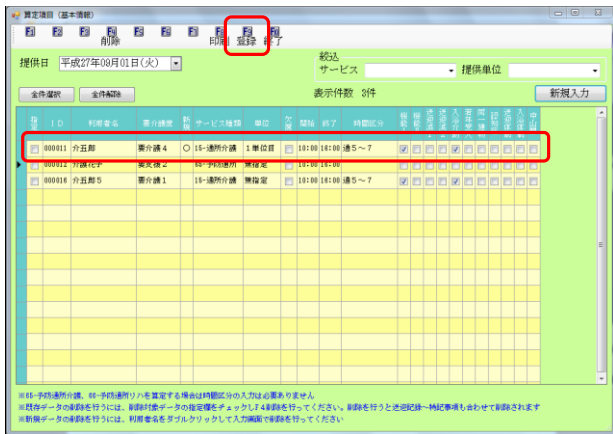 算定項目 (基本情報)
F1 F2 F3 F4 F5 F6 F7 F8 F9 F0
削除 印刷 登録 終了
提供日 平成27年09月01日(火)
絞込
サービス 提供単位
全件選択 全件解除 表示件数 3件 新規入力
指定 ID 利用者名 要介護度 新規 サービス種類 単位 欠席 開始 終了 時間区分
000011 介五郎 要介護4 ○ 15-通所介護 1単位目 10:00 16:00 通5～7
000012 介護花子 要支援2 65-予防通所 無指定 10:00 16:00
000016 介五郎5 要介護1 15-通所介護 無指定 10:00 16:00 通5～7
※65-予防通所介護、66-予防通所リハを算定する場合は時間区分の入力は必要ありません
※既存データの削除を行うには、削除対象データの指定欄をチェックしF4削除を行ってください。削除を行うと送迎記録～特記事項も合わせて削除されます
※新規データの削除を行うには、利用者名をダブルクリックして入力画面で削除を行ってください